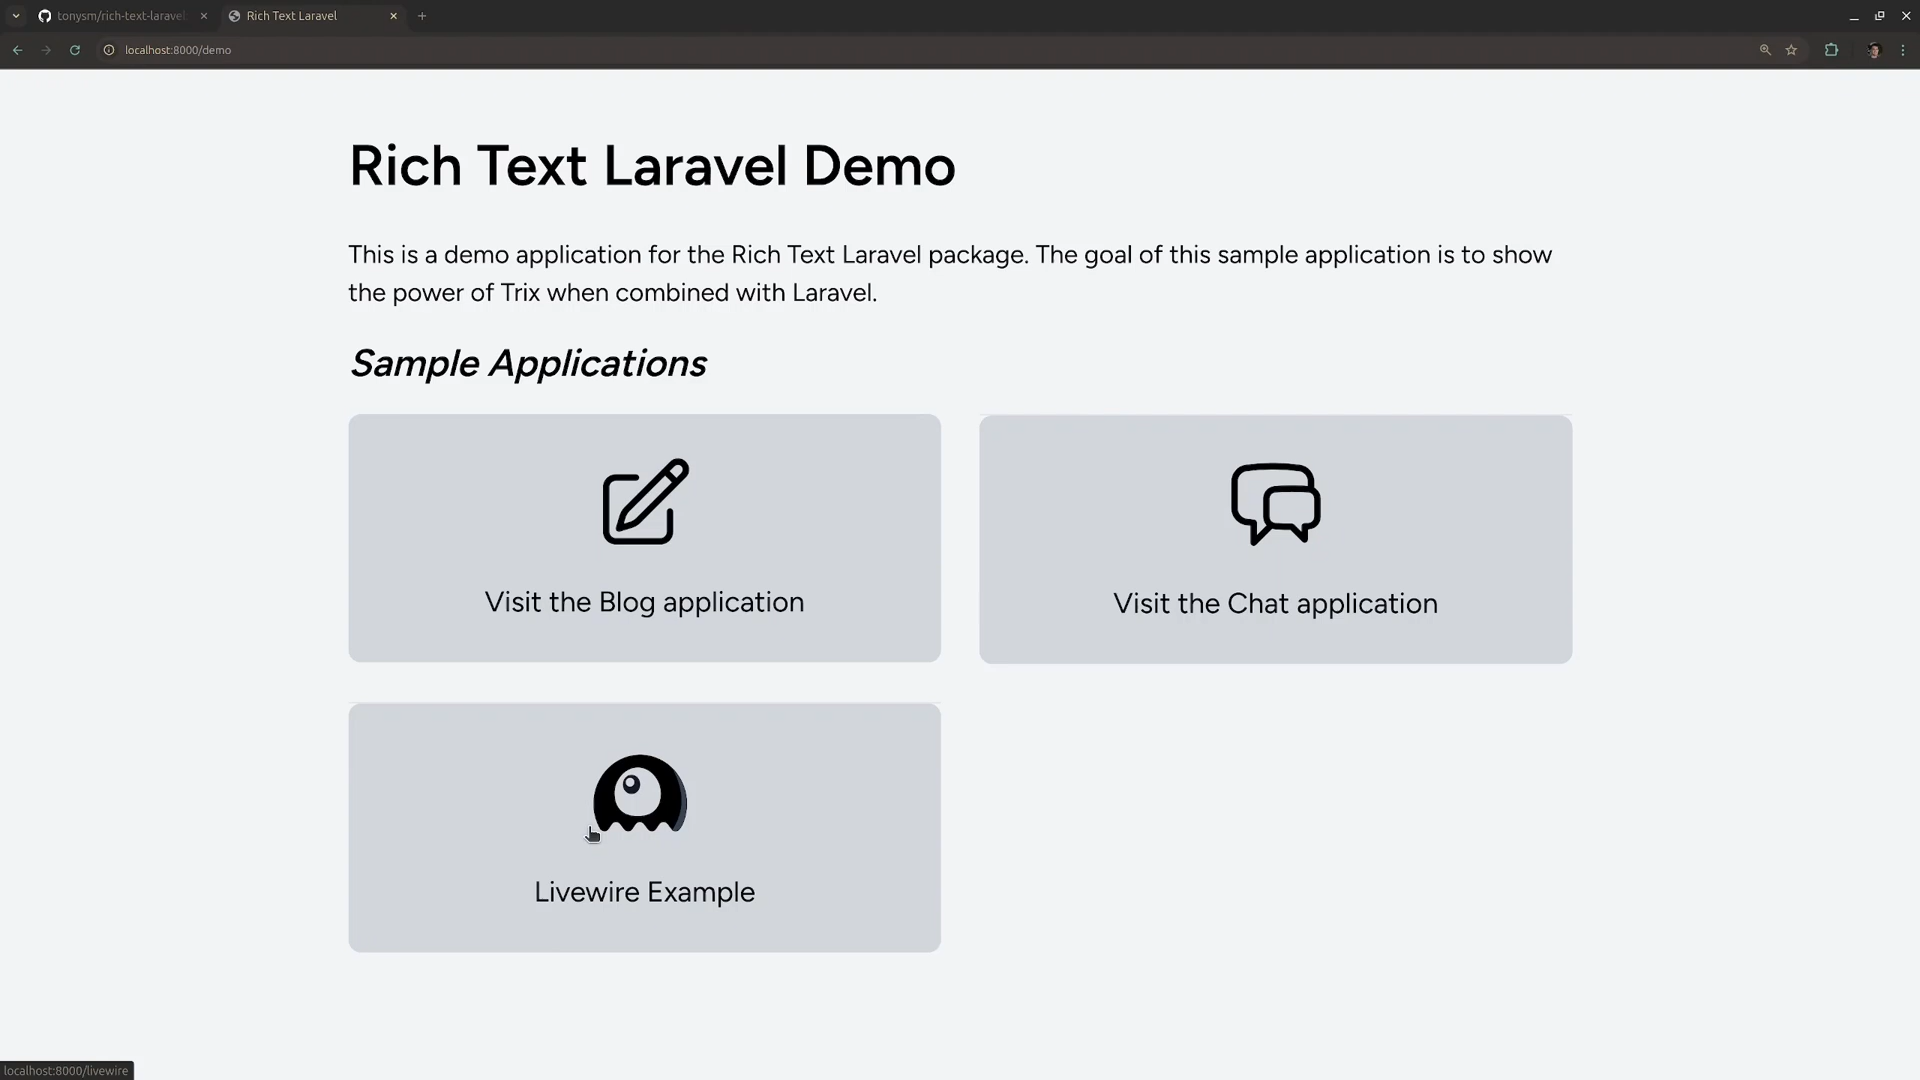 tonysm/rich-text-laravel
Rich Text Laravel
localhost:8000/demo
Rich Text Laravel Demo
This is a demo application for the Rich Text Laravel package. The goal of this sample application is to show
the power of Trix when combined with Laravel.
Sample Applications
Visit the Blog application
Visit the Chat application
Livewire Example
localhost:8000/livewire